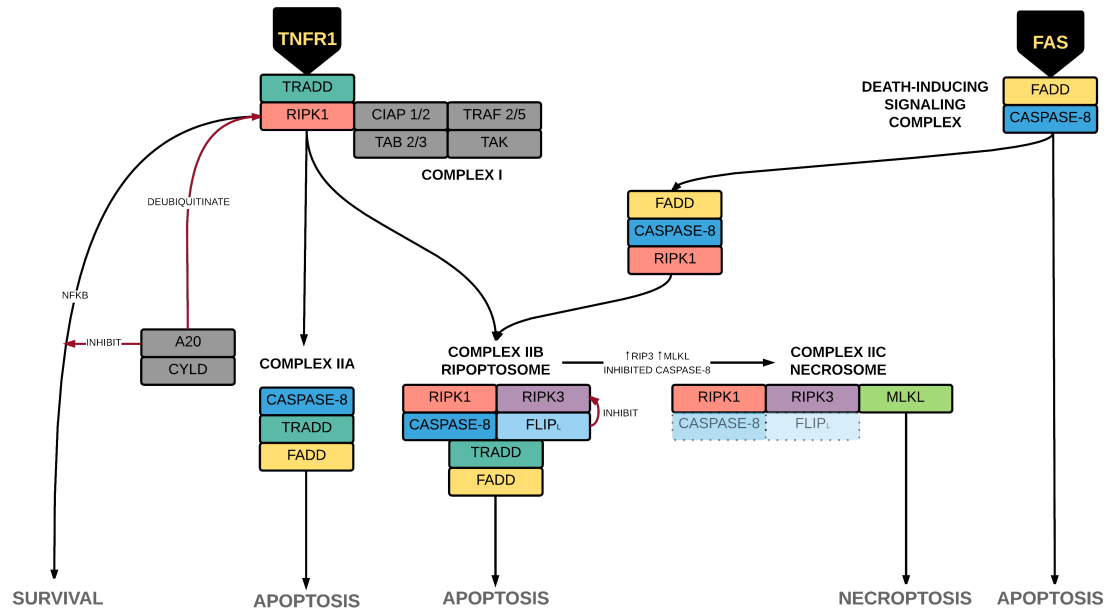 TNFR1
FAS
TRADD
RIPK1
CIAP 1/2
TRAF 2/5
TAB 2/3
TAK
COMPLEX I
DEATH-INDUCING
SIGNALING
COMPLEX
FADD
CASPASE-8
DEUBIQUITINATE
FADD
CASPASE-8
RIPK1
NFKB
INHIBIT
A20
CYLD
COMPLEX IIA
CASPASE-8
TRADD
FADD
COMPLEX IIB
RIPOPTOSOME
RIPK1
RIPK3
CASPASE-8
FLIPL
INHIBIT
TRADD
FADD
↑RIP3 ↑MLKL
INHIBITED CASPASE-8
COMPLEX IIC
NECROSOME
RIPK1
RIPK3
MLKL
CASPASE-8
FLIPL
SURVIVAL
APOPTOSIS
APOPTOSIS
NECROPTOSIS
APOPTOSIS